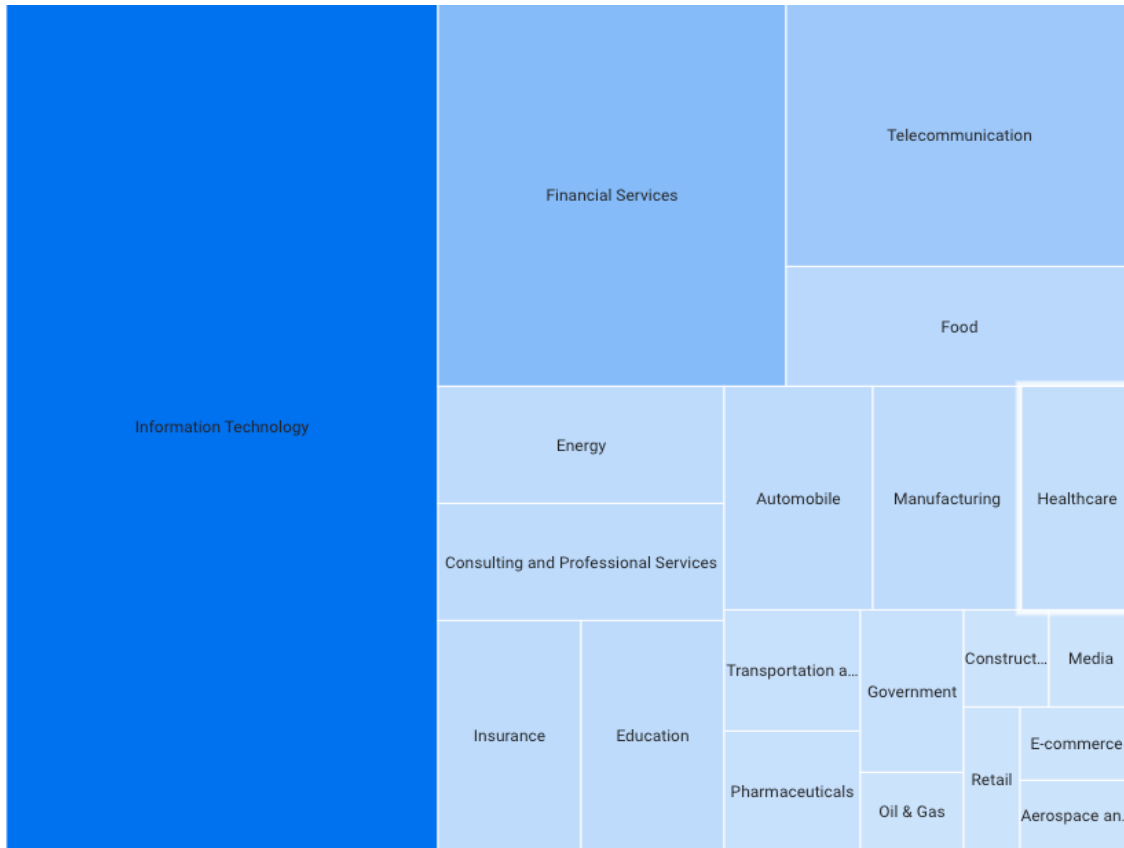 Information Technology
Financial Services
Telecommunication
Food
Energy
Consulting and Professional Services
Automobile
Manufacturing
Healthcare
Insurance
Education
Transportation a...
Pharmaceuticals
Government
Oil & Gas
Construct...
Media
Retail
E-commerce
Aerospace an..